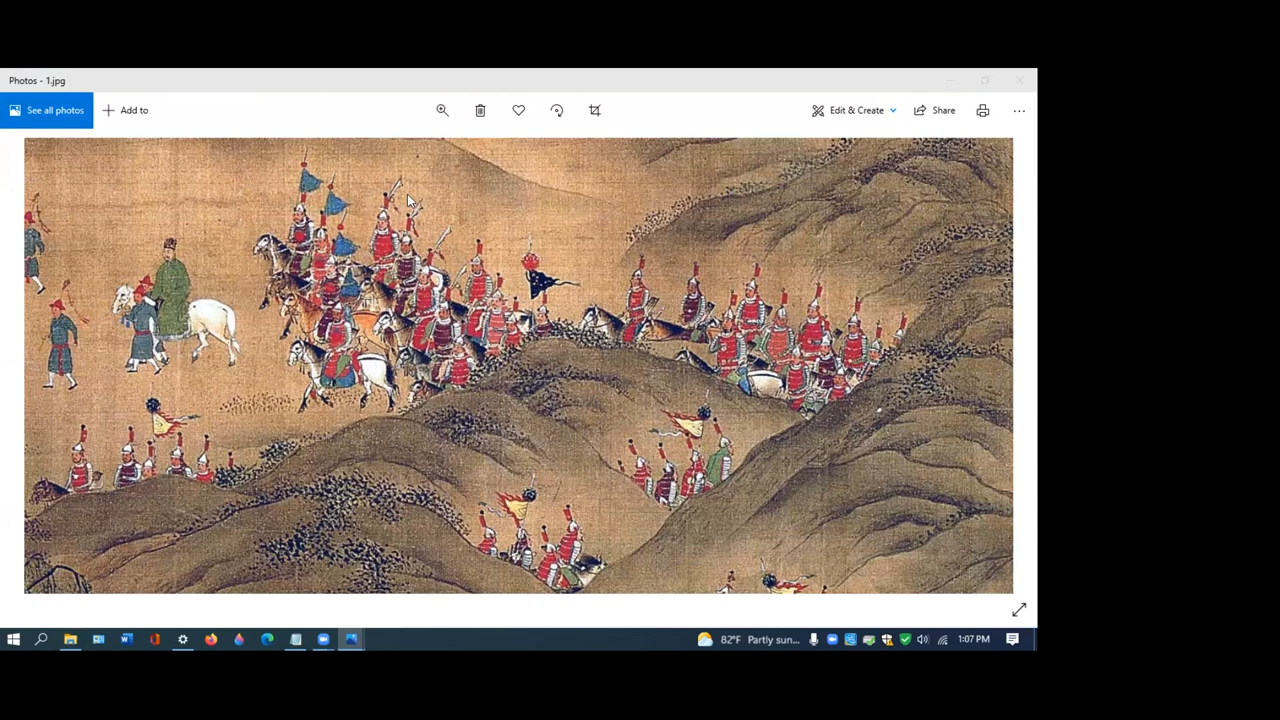 Photos - 1.jpg
See all photos
Add to
Edit & Create
Share
82°F Partly sun...
1:07 PM